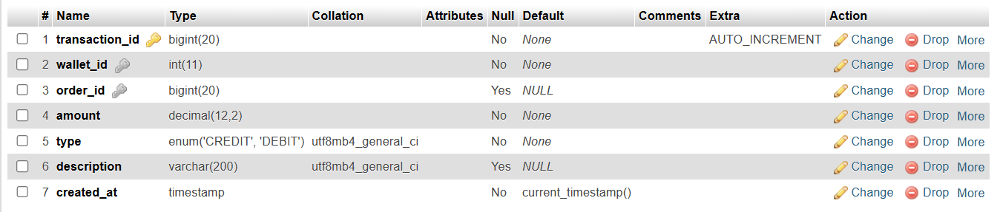 # Name Type Collation Attributes Null Default Comments Extra Action
1 transaction_id bigint(20) No None AUTO_INCREMENT Change Drop More
2 wallet_id int(11) No None Change Drop More
3 order_id bigint(20) Yes NULL Change Drop More
4 amount decimal(12,2) No None Change Drop More
5 type enum('CREDIT', 'DEBIT') utf8mb4_general_ci No None Change Drop More
6 description varchar(200) utf8mb4_general_ci Yes NULL Change Drop More
7 created_at timestamp No current_timestamp() Change Drop More